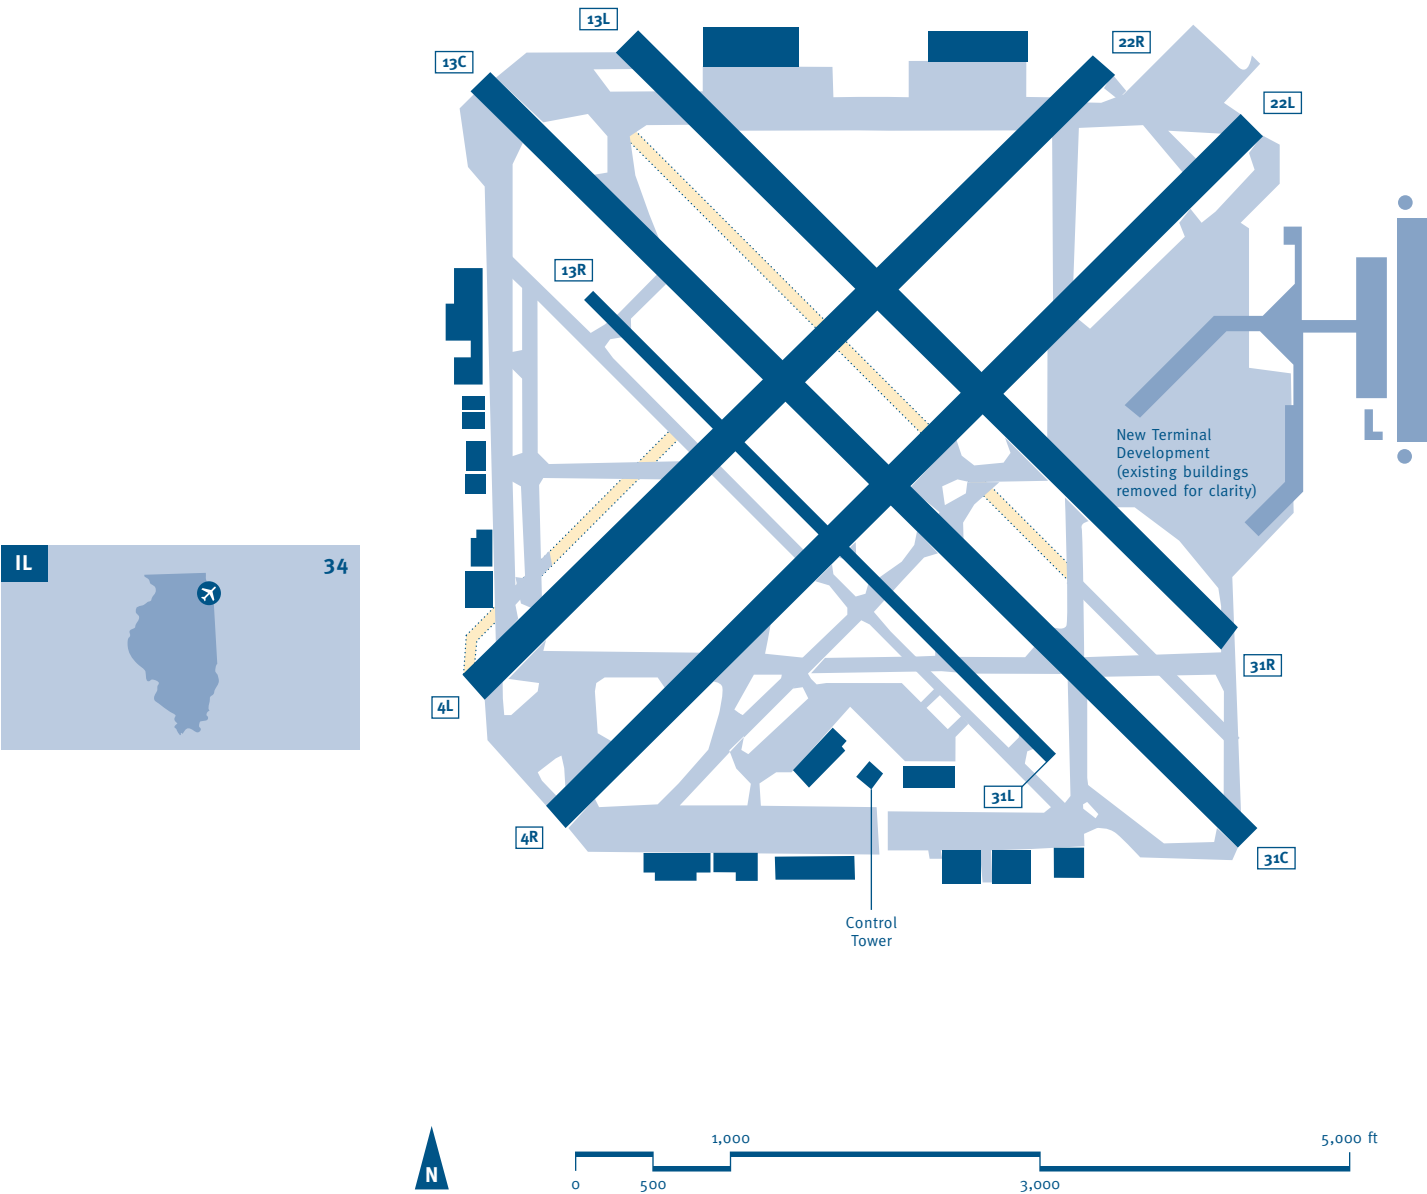 13L
22R
13C
22L
13R
New Terminal
Development
(existing buildings
removed for clarity)
IL
34
31R
4L
31L
4R
31C
Control
Tower
1,000
5,000 ft
N
0
500
3,000